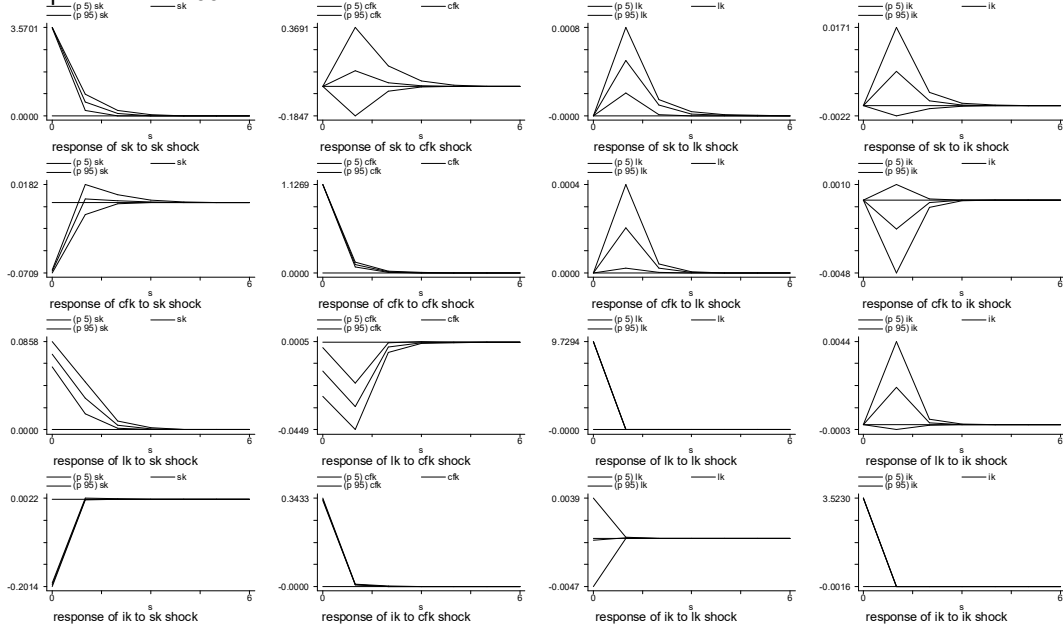 (p 5) sk sk
(p 95) sk
3.5701
0.0000
0 6
s
response of sk to sk shock
(p 5) cfk cfk
(p 95) cfk
0.3691
-0.1847
0 6
s
response of sk to cfk shock
(p 5) lk lk
(p 95) lk
0.0008
-0.0000
0 6
s
response of sk to lk shock
(p 5) ik ik
(p 95) ik
0.0171
-0.0022
0 6
s
response of sk to ik shock
(p 5) sk sk
(p 95) sk
0.0182
-0.0709
0 6
s
response of cfk to sk shock
(p 5) cfk cfk
(p 95) cfk
1.1269
0.0000
0 6
s
response of cfk to cfk shock
(p 5) lk lk
(p 95) lk
0.0004
0.0000
0 6
s
response of cfk to lk shock
(p 5) ik ik
(p 95) ik
0.0010
-0.0048
0 6
s
response of cfk to ik shock
(p 5) sk sk
(p 95) sk
0.0858
0.0000
0 6
s
response of lk to sk shock
(p 5) cfk cfk
(p 95) cfk
0.0005
-0.0449
0 6
s
response of lk to cfk shock
(p 5) lk lk
(p 95) lk
9.7294
-0.0000
0 6
s
response of lk to lk shock
(p 5) ik ik
(p 95) ik
0.0044
-0.0003
0 6
s
response of lk to ik shock
(p 5) sk sk
(p 95) sk
0.0022
-0.2014
0 6
s
response of ik to sk shock
(p 5) cfk cfk
(p 95) cfk
0.3433
-0.0000
0 6
s
response of ik to cfk shock
(p 5) lk lk
(p 95) lk
0.0039
-0.0047
0 6
s
response of ik to lk shock
(p 5) ik ik
(p 95) ik
3.5230
-0.0016
0 6
s
response of ik to ik shock